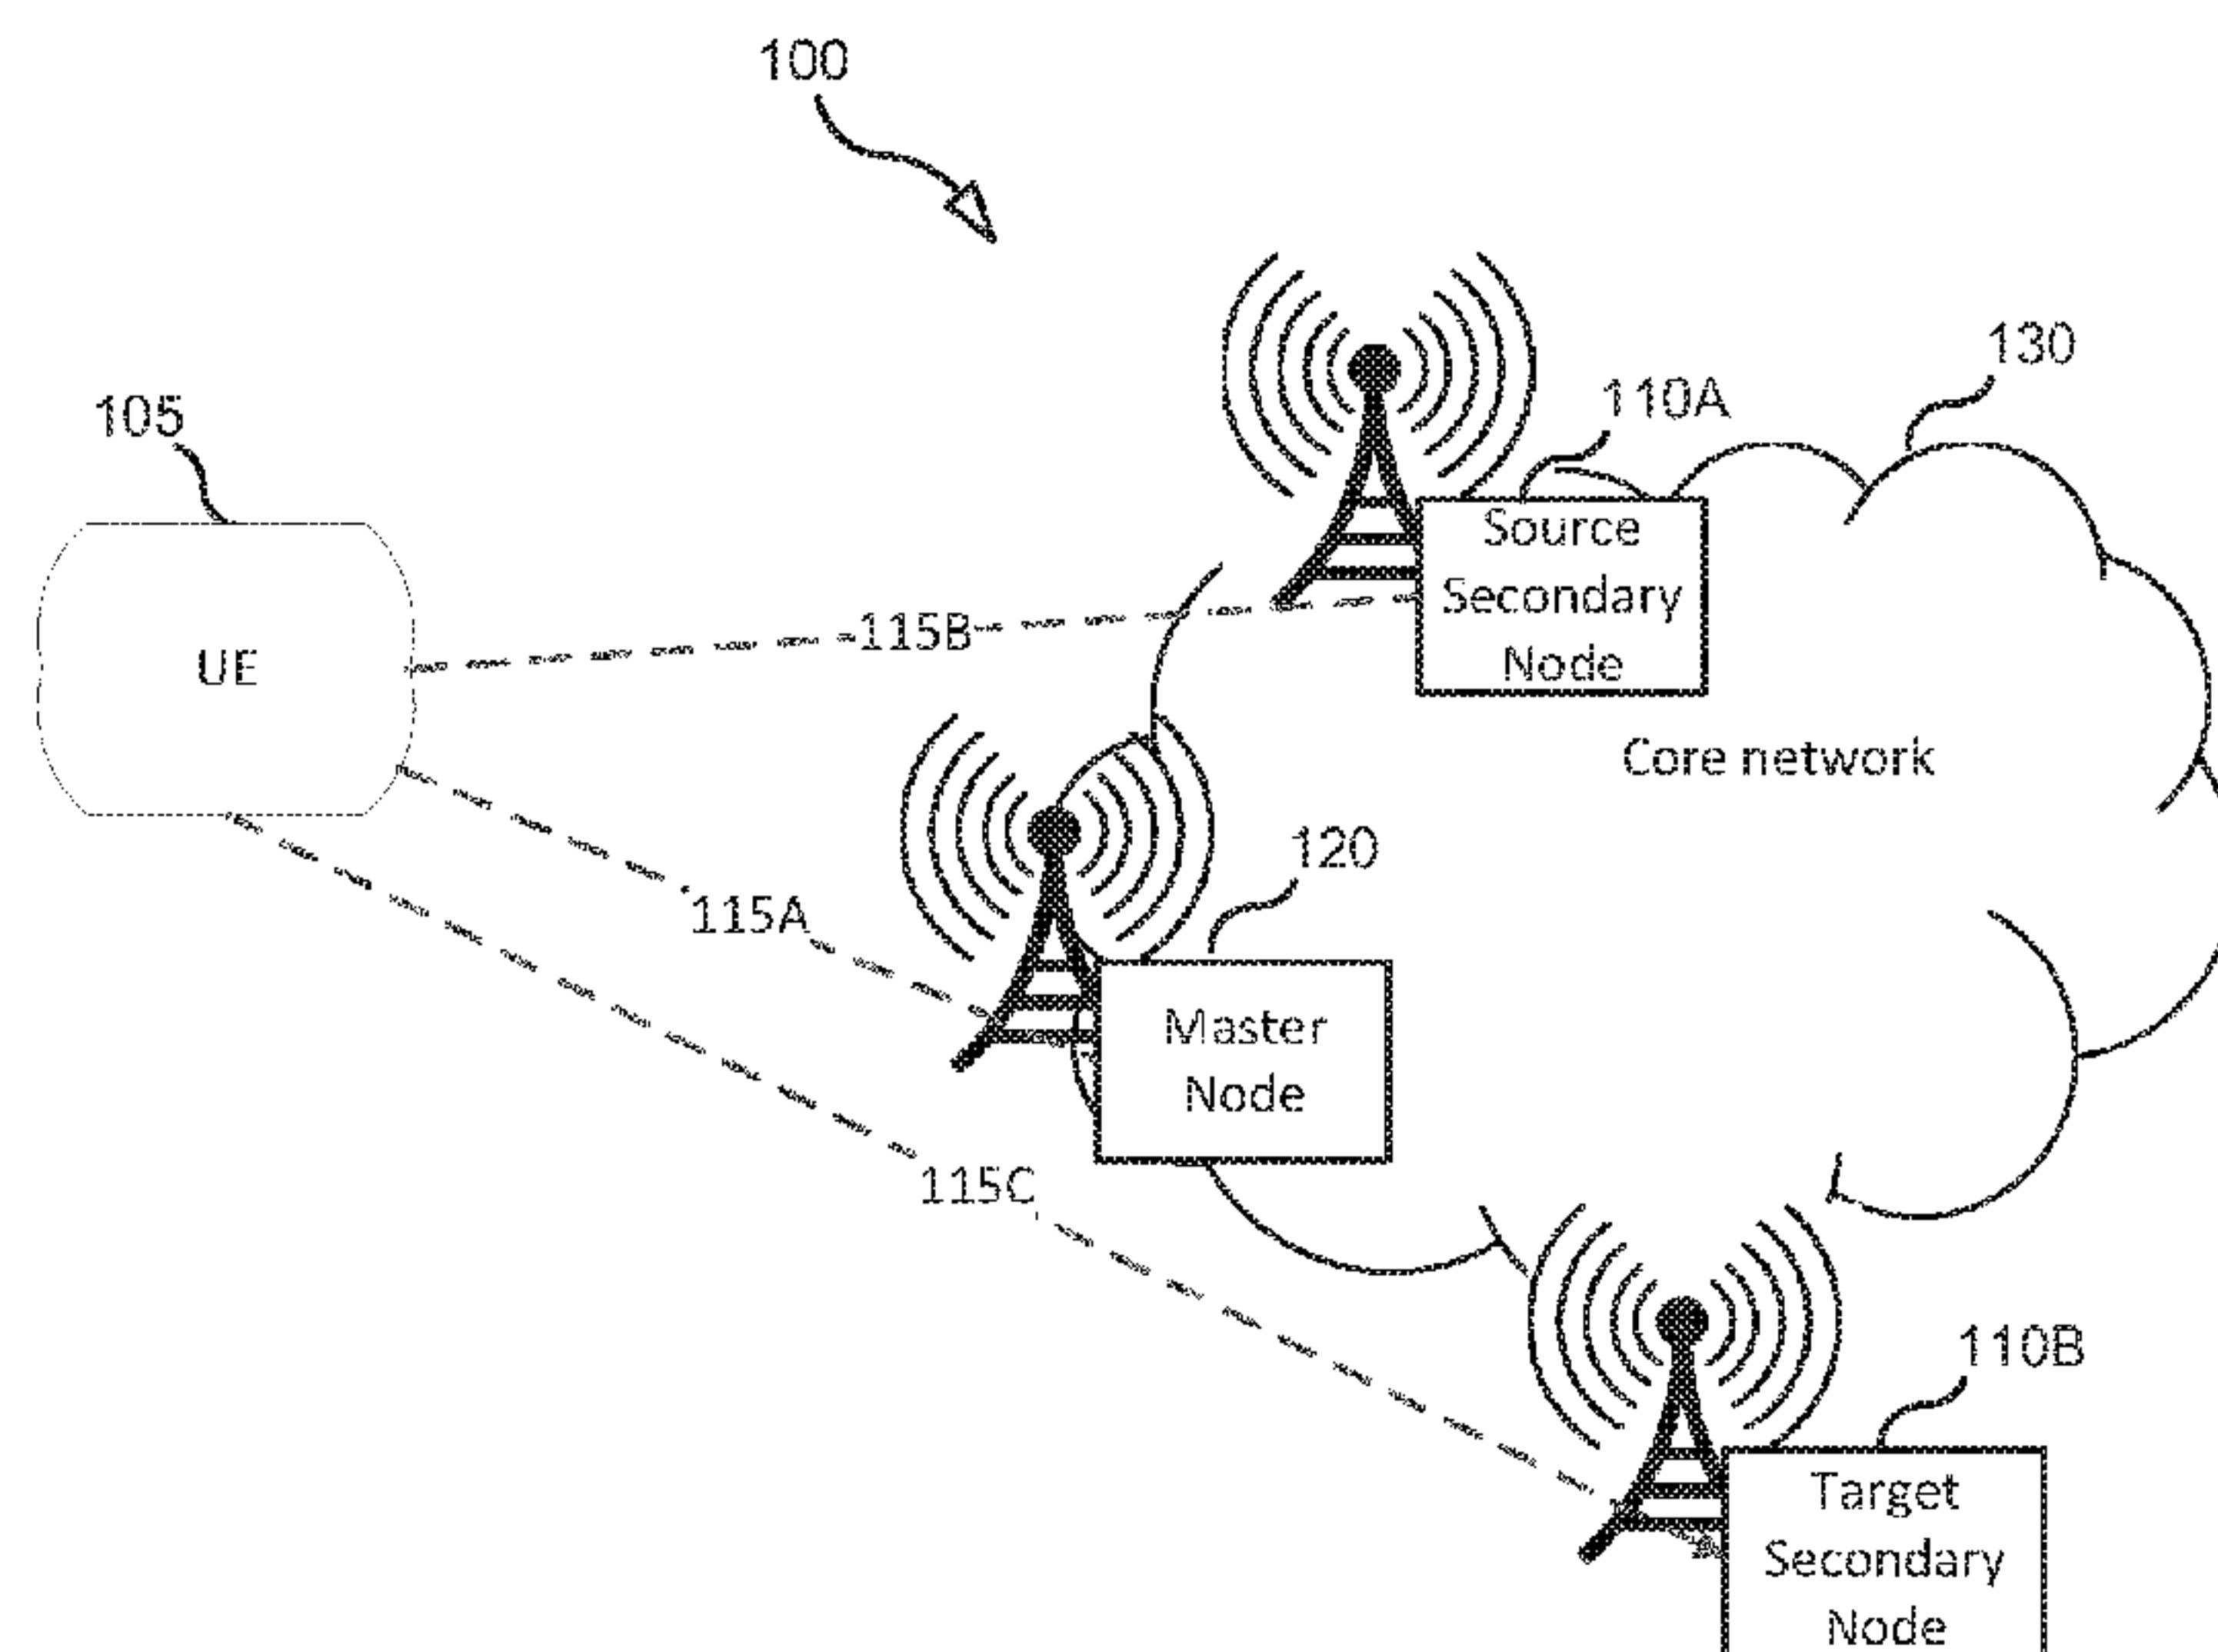 100
130
110A
105
Source
Secondary
Node
115B
UE
Core network
120
115A
Master
Node
115C
110B
Target
Secondary
Node